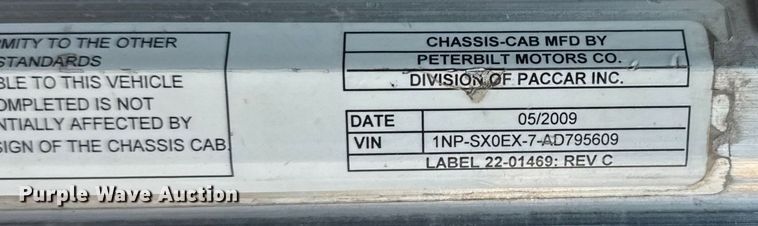 RMITY TO THE OTHER
STANDARDS
BLE TO THIS VEHICLE
OMPLETED IS NOT
NTIALLY AFFECTED BY
SIGN OF THE CHASSIS CAB.
CHASSIS-CAB MFD BY
PETERBILT MOTORS CO.
DIVISION OF PACCAR INC.
DATE 05/2009
VIN 1NP-SX0EX-7-AD795609
LABEL 22-01469: REV C
Purple Wave Auction